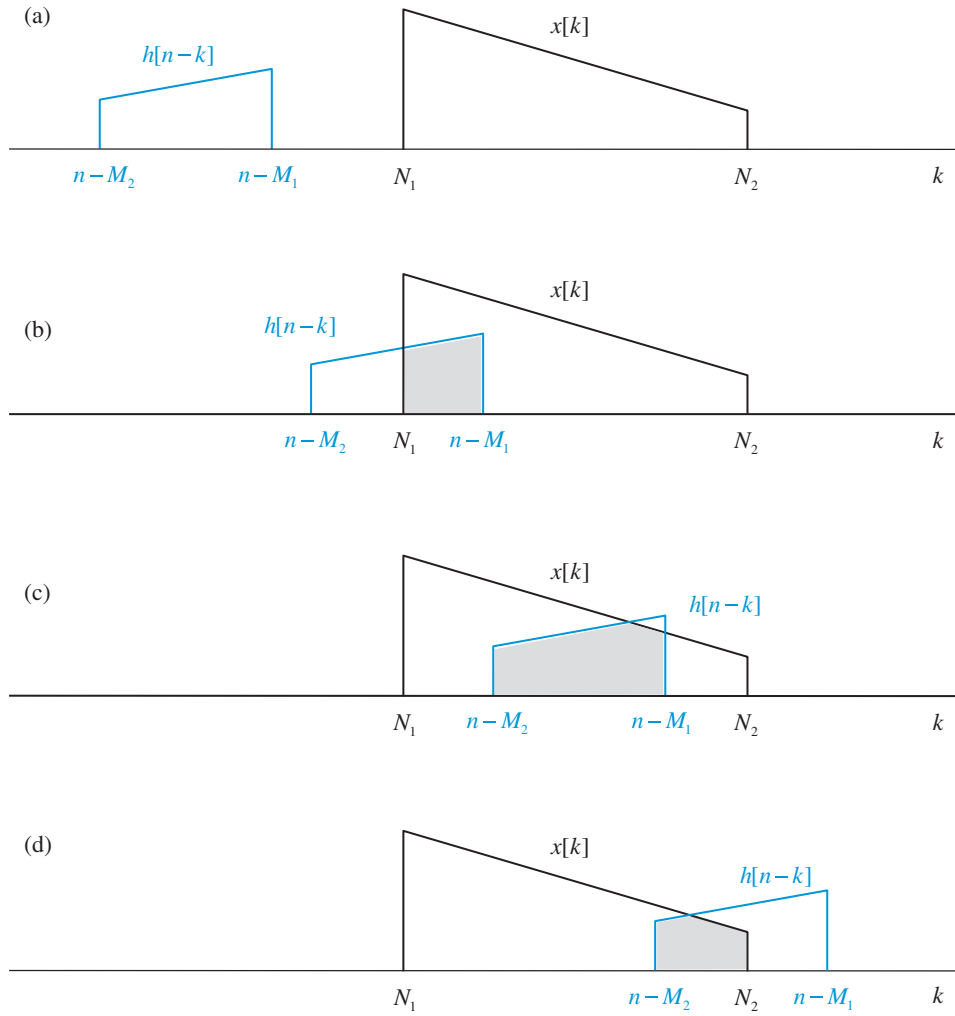 (a)
x[k]
h[n−k]
n−M₂ n−M₁ N₁ N₂ k
x[k]
(b)
h[n−k]
n−M₂ N₁ n−M₁ N₂ k
(c)
x[k]
h[n−k]
N₁ n−M₂ n−M₁ N₂ k
(d)
x[k]
h[n−k]
N₁ n−M₂ N₂ n−M₁ k